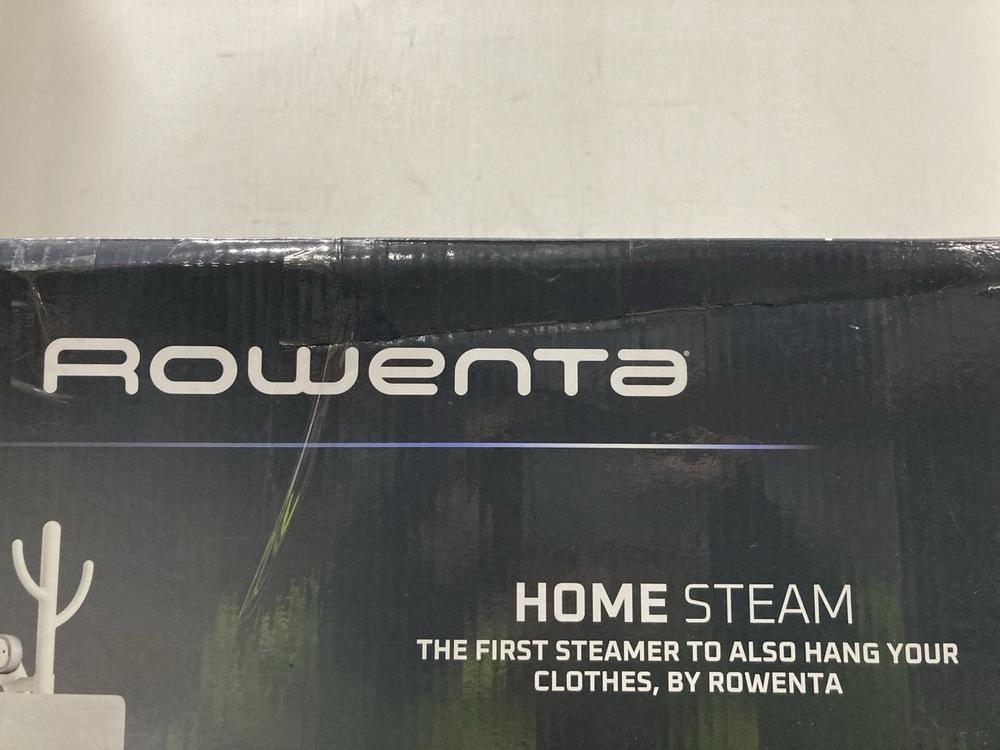 Rowenta
HOME STEAM
THE FIRST STEAMER TO ALSO HANG YOUR
CLOTHES, BY ROWENTA